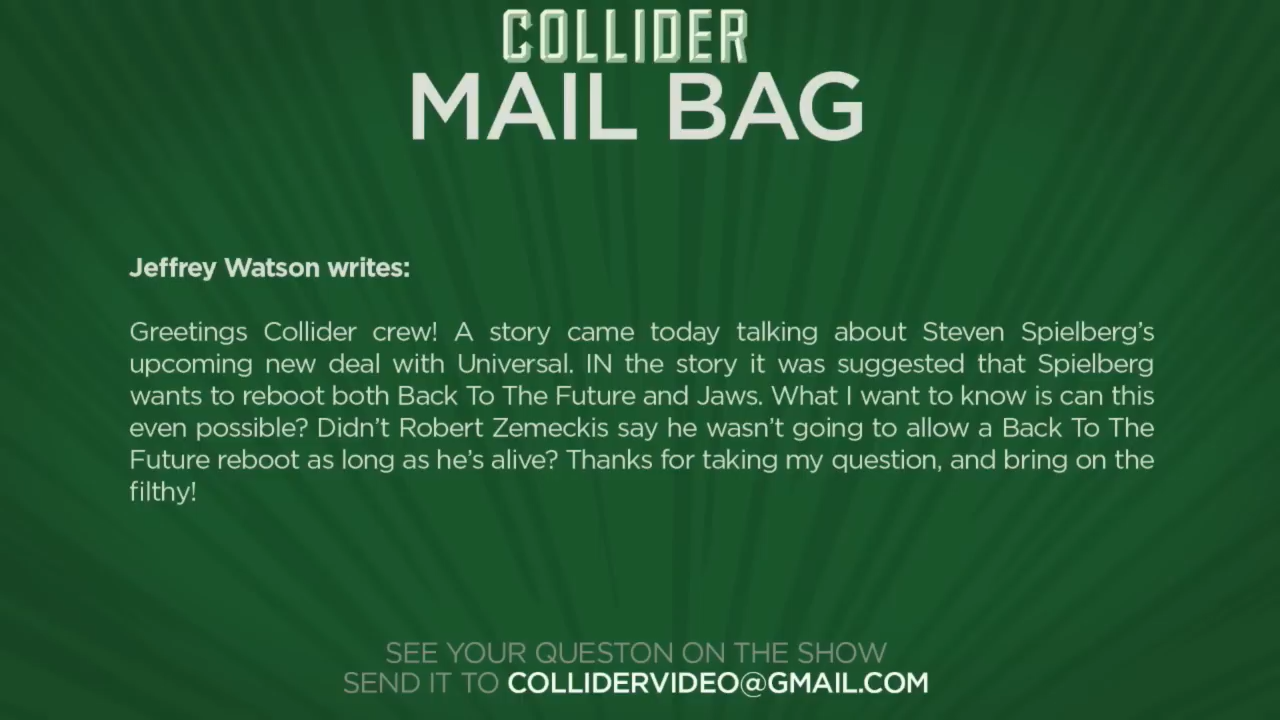 COLLIDER
MAIL BAG
Jeffrey Watson writes:
Greetings Collider crew! A story came today talking about Steven Spielberg’s
upcoming new deal with Universal. IN the story it was suggested that Spielberg
wants to reboot both Back To The Future and Jaws. What I want to know is can this
even possible? Didn’t Robert Zemeckis say he wasn’t going to allow a Back To The
Future reboot as long as he’s alive? Thanks for taking my question, and bring on the
filthy!
SEE YOUR QUESTON ON THE SHOW
SEND IT TO COLLIDERVIDEO@GMAIL.COM